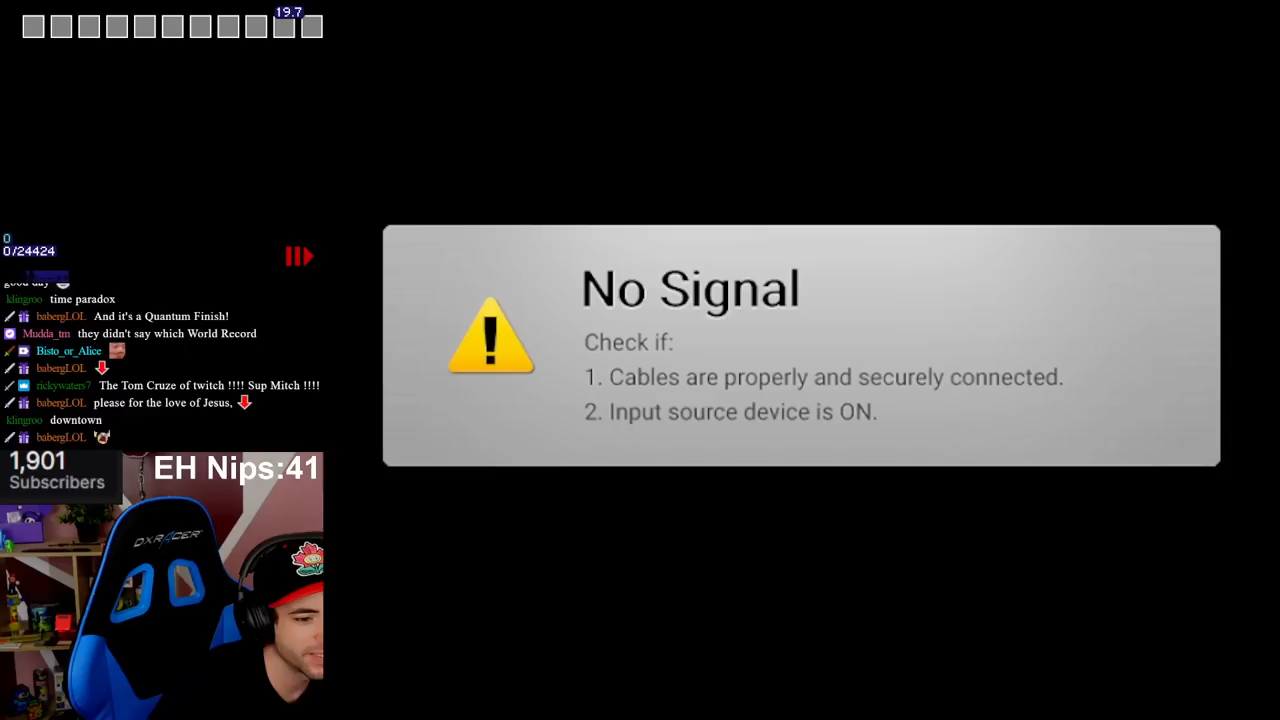 19.7
0
0/24424
good day
klingroo time paradox
babergLOL And it's a Quantum Finish!
Mudda_tm they didn't say which World Record
Bisto_or_Alice
babergLOL
rickywaters7 The Tom Cruze of twitch !!!! Sup Mitch !!!!
babergLOL please for the love of Jesus,
klingroo downtown
babergLOL
1,901
Subscribers
EH Nips:41
DXRACER
No Signal
Check if:
1. Cables are properly and securely connected.
2. Input source device is ON.